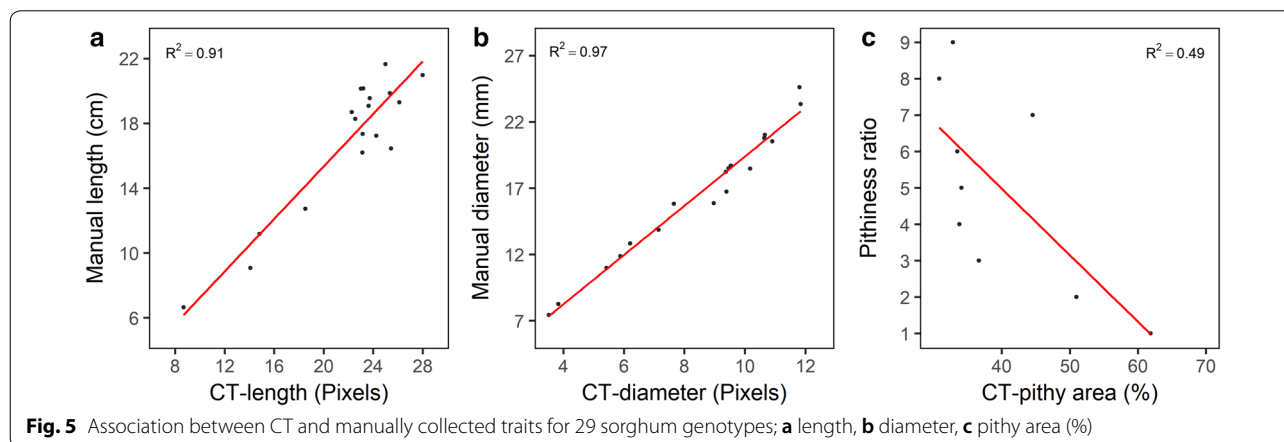 a
R² = 0.91
Manual length (cm)
22
18
14
10
6
8 12 16 20 24 28
CT-length (Pixels)
b
R² = 0.97
Manual diameter (mm)
27
22
17
12
7
4 6 8 10 12
CT-diameter (Pixels)
c
R² = 0.49
Pithiness ratio
9
8
7
6
5
4
3
2
1
40 50 60 70
CT-pithy area (%)
Fig. 5 Association between CT and manually collected traits for 29 sorghum genotypes; a length, b diameter, c pithy area (%)